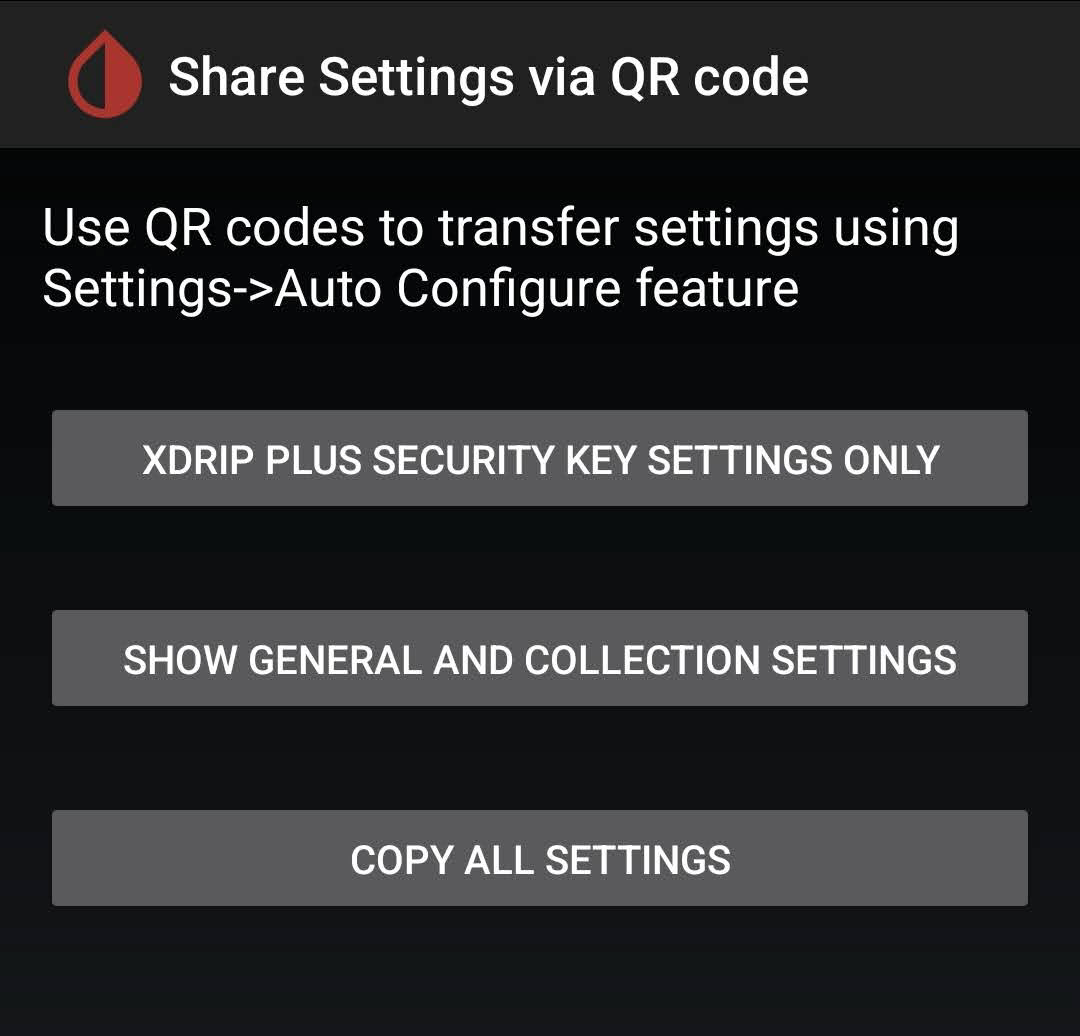 Share Settings via QR code
Use QR codes to transfer settings using
Settings->Auto Configure feature
XDRIP PLUS SECURITY KEY SETTINGS ONLY
SHOW GENERAL AND COLLECTION SETTINGS
COPY ALL SETTINGS